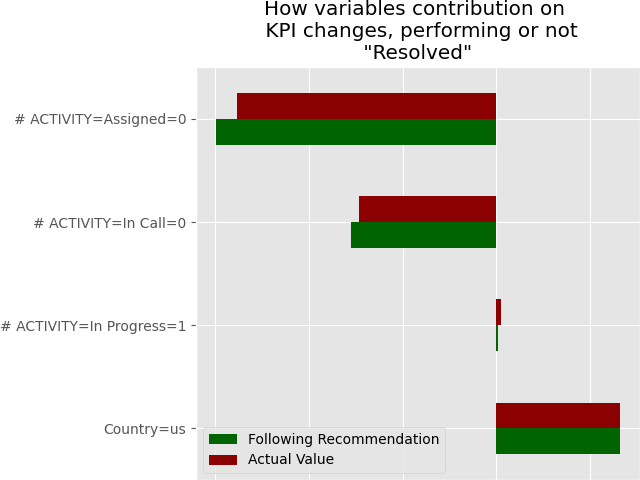 How variables contribution on
KPI changes, performing or not
"Resolved"
# ACTIVITY=Assigned=0
# ACTIVITY=In Call=0
# ACTIVITY=In Progress=1
Country=us
Following Recommendation
Actual Value